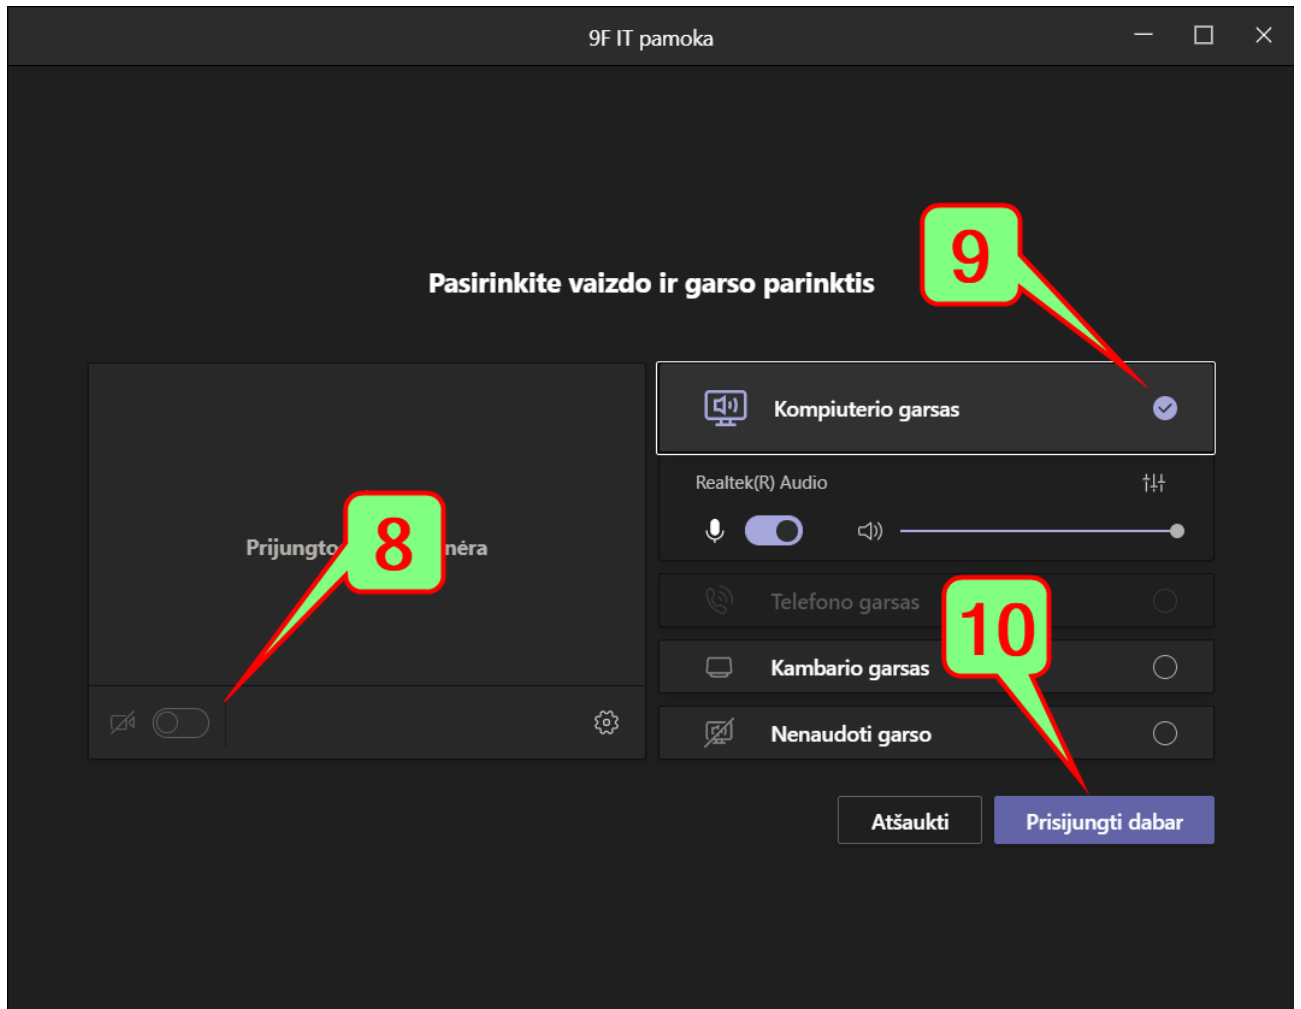 9F IT pamoka
9
Pasirinkite vaizdo ir garso parinktis
Kompiuterio garsas
Realtek(R) Audio
Prijungto 8 nėra
Telefono garsas
10
Kambario garsas
Nenaudoti garso
Atšaukti Prisijungti dabar